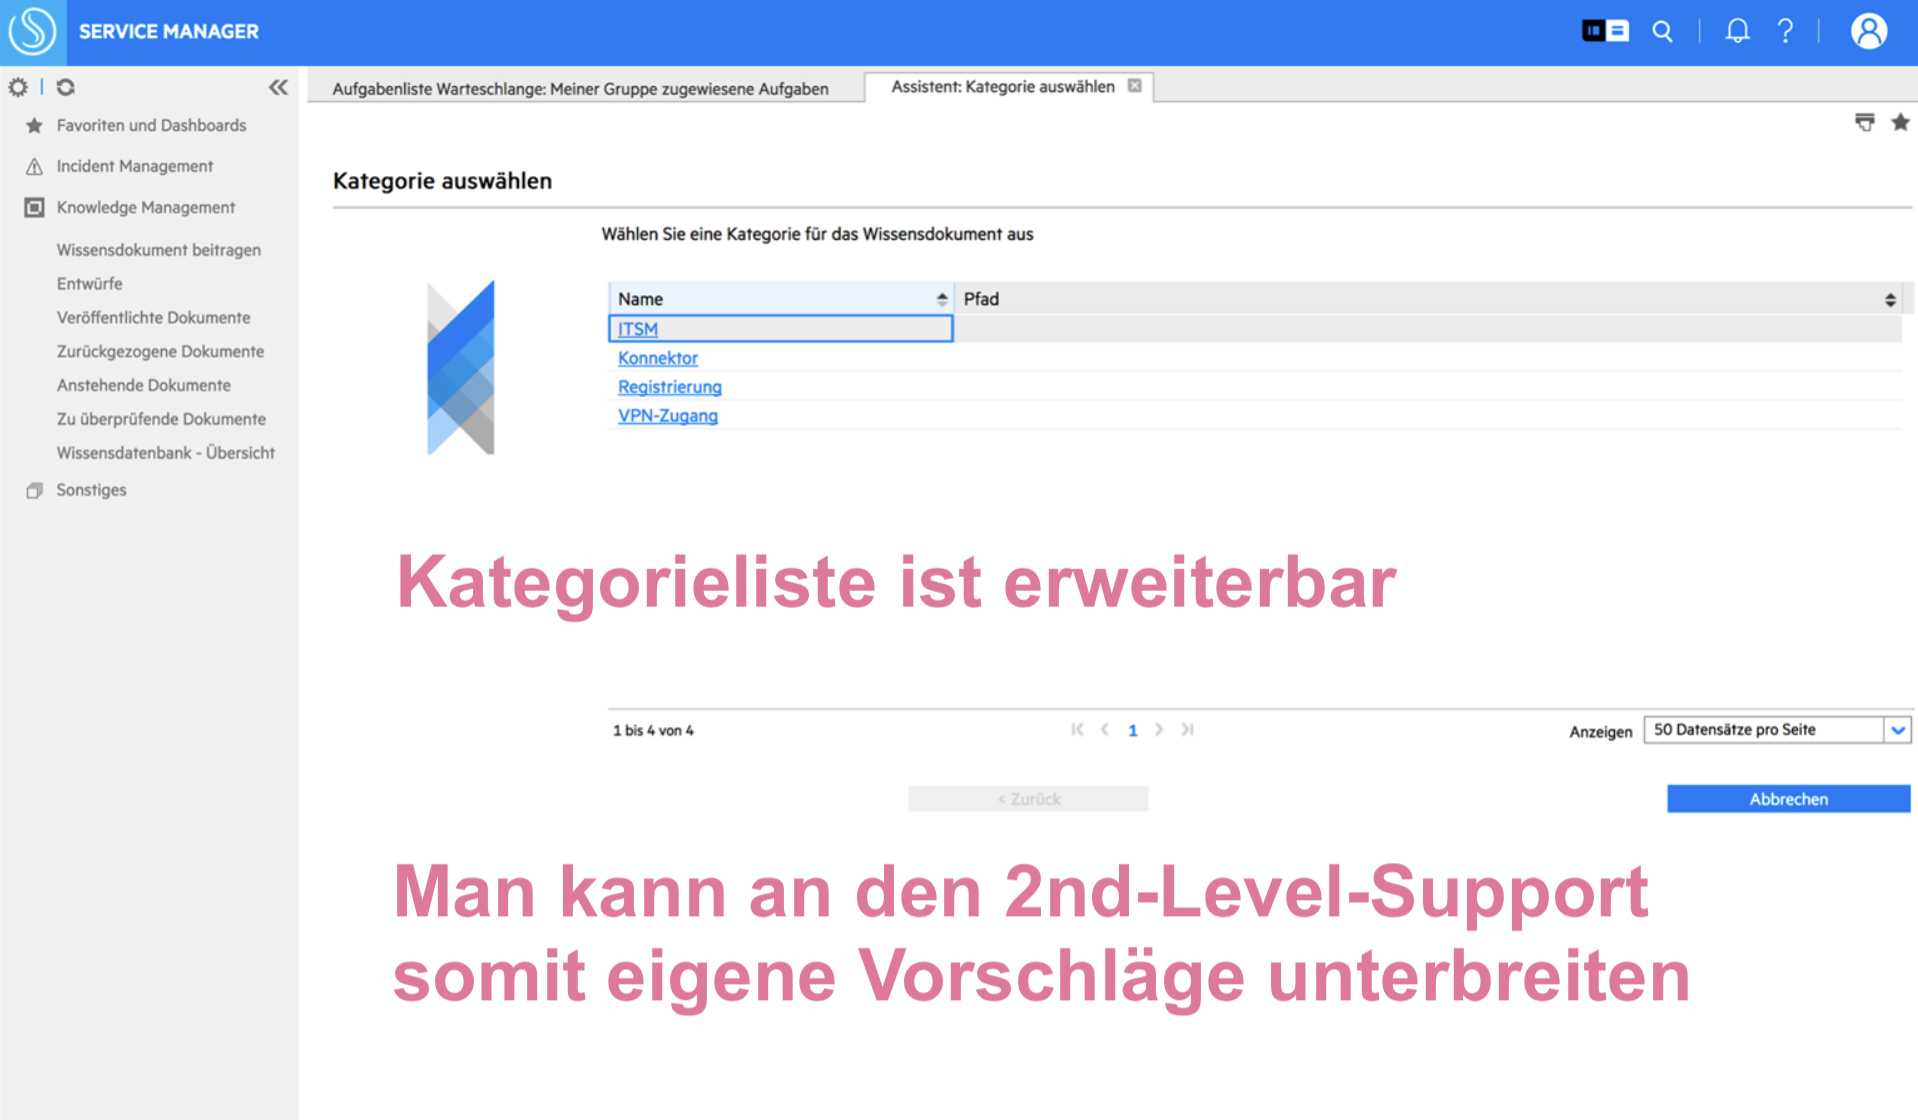 SERVICE MANAGER
Aufgabenliste Warteschlange: Meiner Gruppe zugewiesene Aufgaben
Assistent: Kategorie auswählen
Favoriten und Dashboards
Incident Management
Knowledge Management
Wissensdokument beitragen
Entwürfe
Veröffentlichte Dokumente
Zurückgezogene Dokumente
Anstehende Dokumente
Zu überprüfende Dokumente
Wissensdatenbank - Übersicht
Sonstiges
Kategorie auswählen
Wählen Sie eine Kategorie für das Wissensdokument aus
Name Pfad
ITSM
Konnektor
Registrierung
VPN-Zugang
Kategorieliste ist erweiterbar
1 bis 4 von 4
1
Anzeigen 50 Datensätze pro Seite
< Zurück
Abbrechen
Man kann an den 2nd-Level-Support
somit eigene Vorschläge unterbreiten